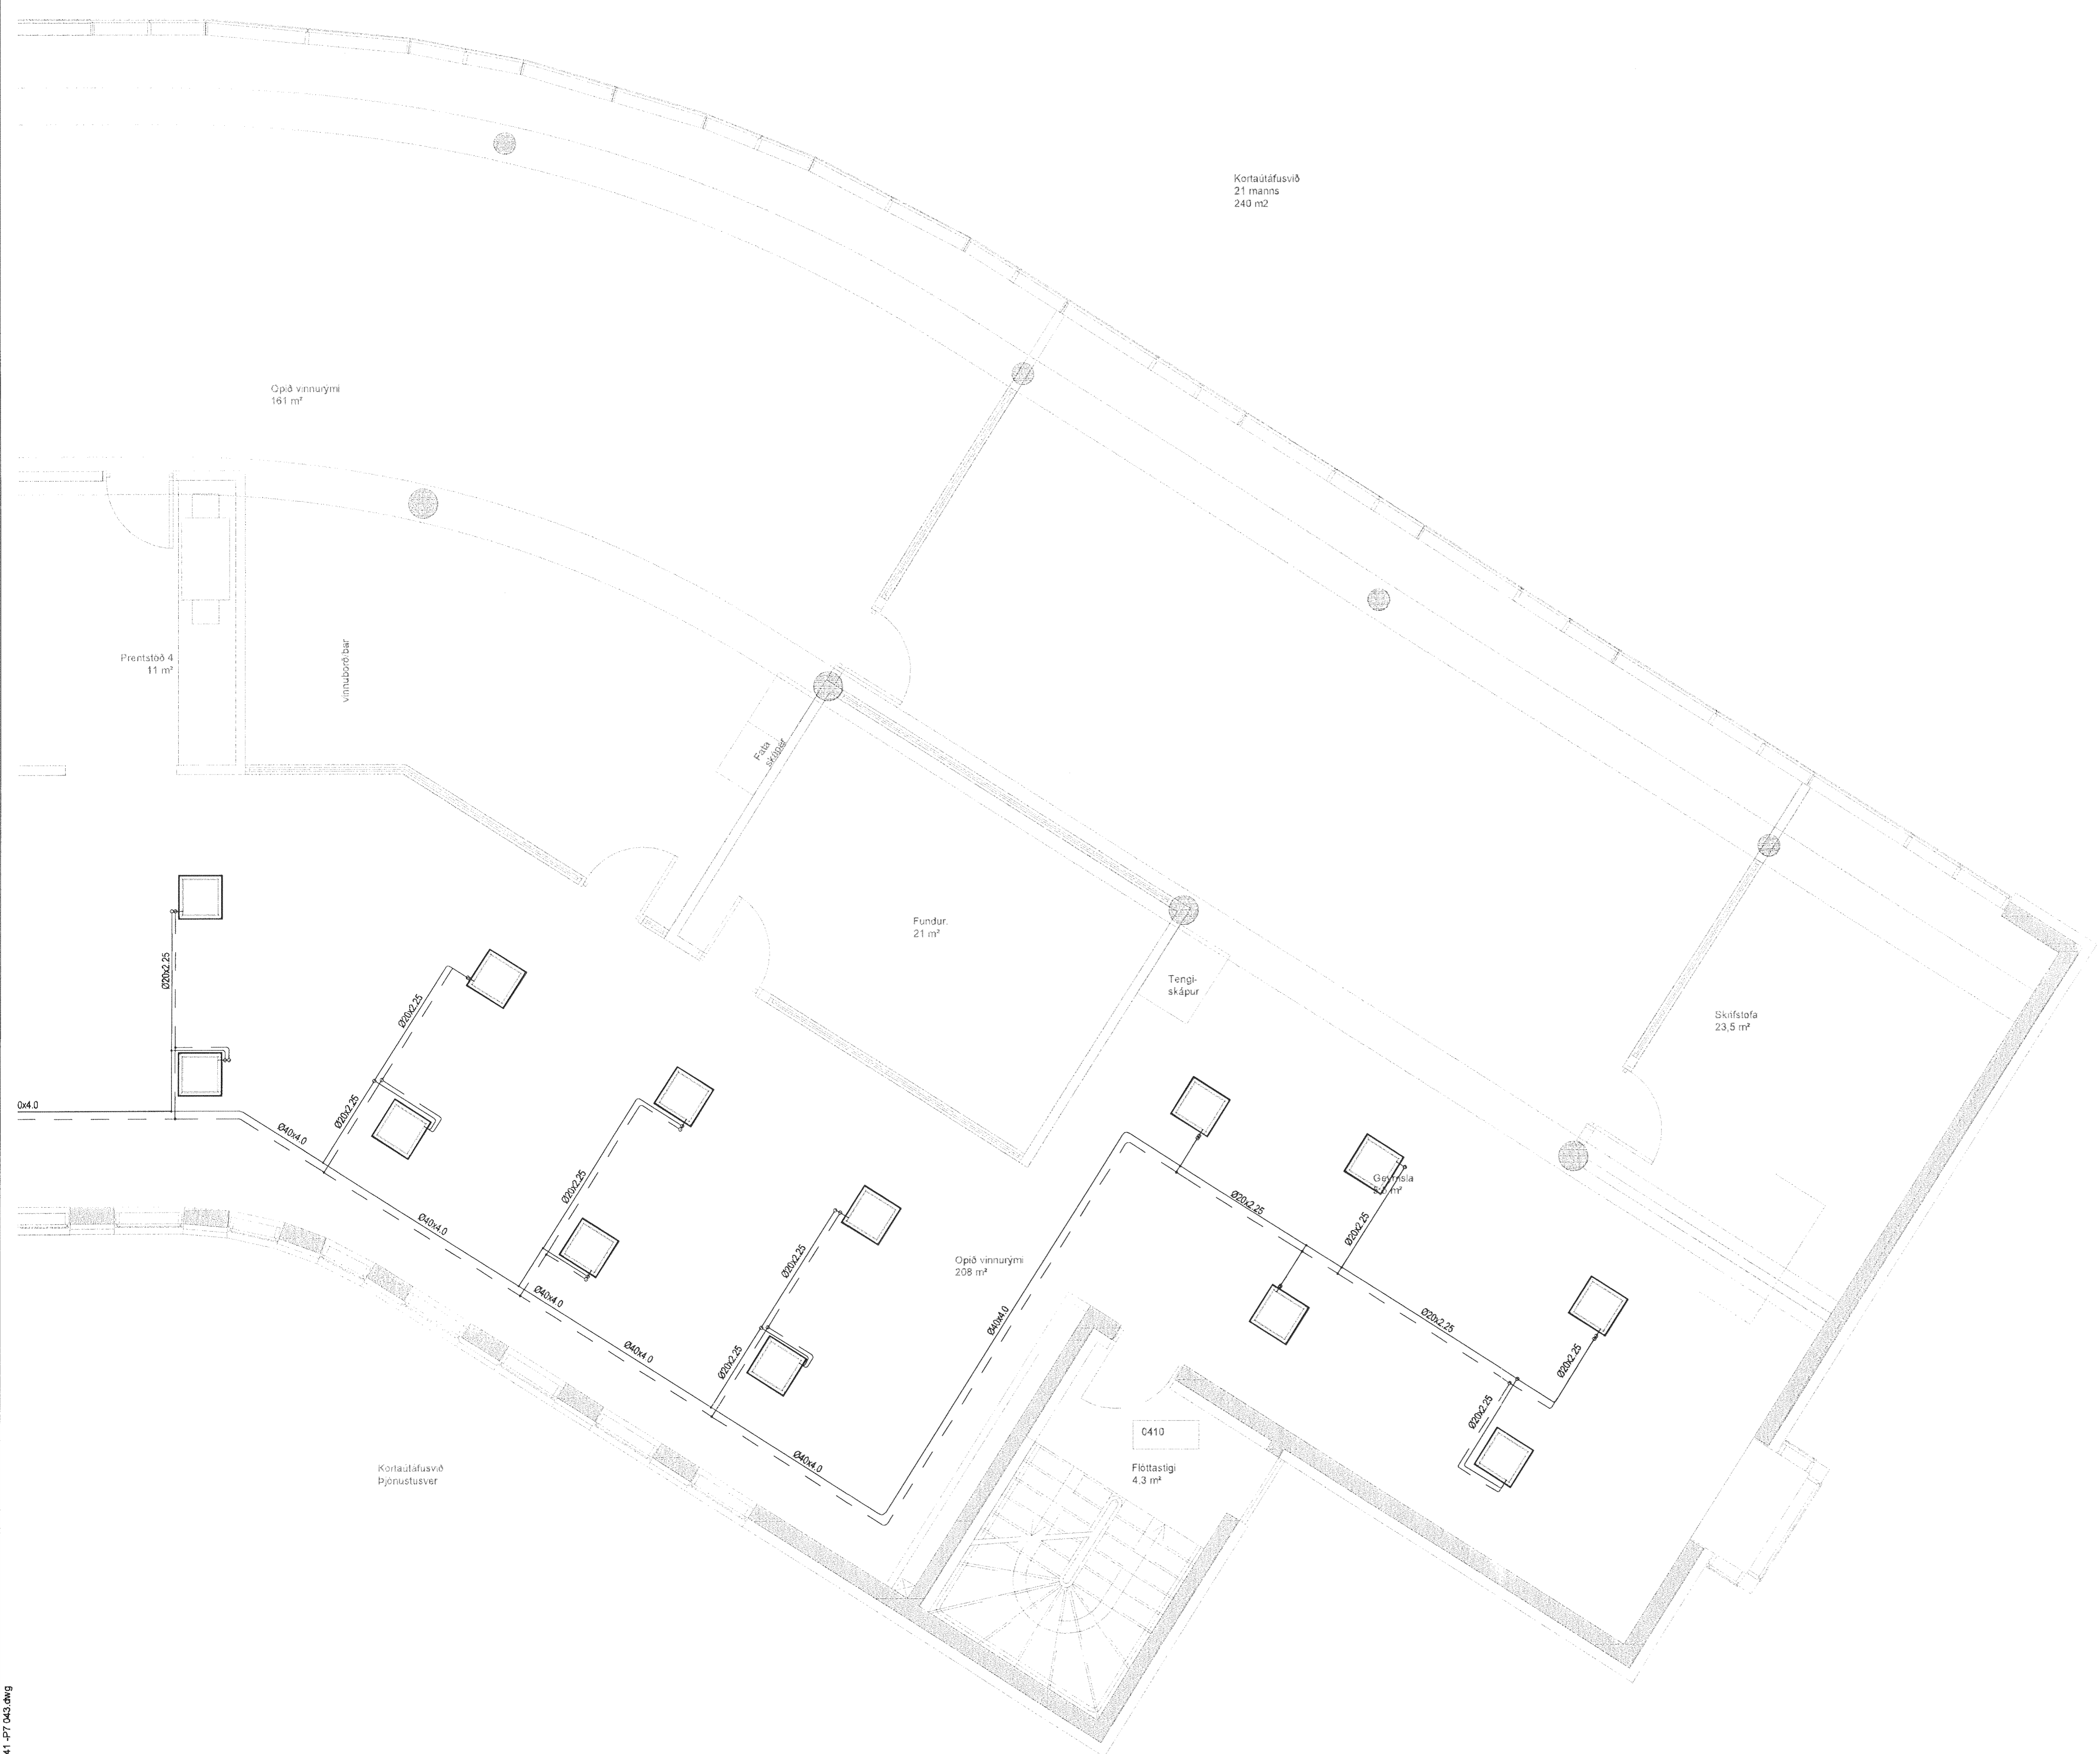 Kortaútáfusvið
21 manns
240 m2
Opið vinnurými
161 m²
Prentstöð 4
11 m²
vinnuborð/bar
Fata
skápar
Fundur.
21 m²
Tengi-
skápur
Skrifstofa
23,5 m²
Ø20x2.25
Ø20x2.25
Ø20x2.25
0x4.0
Ø40x4.0
Ø20x2.25
Ø40x4.0
Ø20x2.25
Ø20x2.25
Ø40x4.0
Ø40x4.0
Ø40x4.0
Opið vinnurými
208 m²
Ø40x4.0
Ø20x2.25
Geymsla
m²
Ø20x2.25
Ø20x2.25
Ø20x2.25
Ø20x2.25
0410
Flóttastigi
4.3 m²
Kortaútáfusvið
Þjónustusver
41 -P7 043.dwg